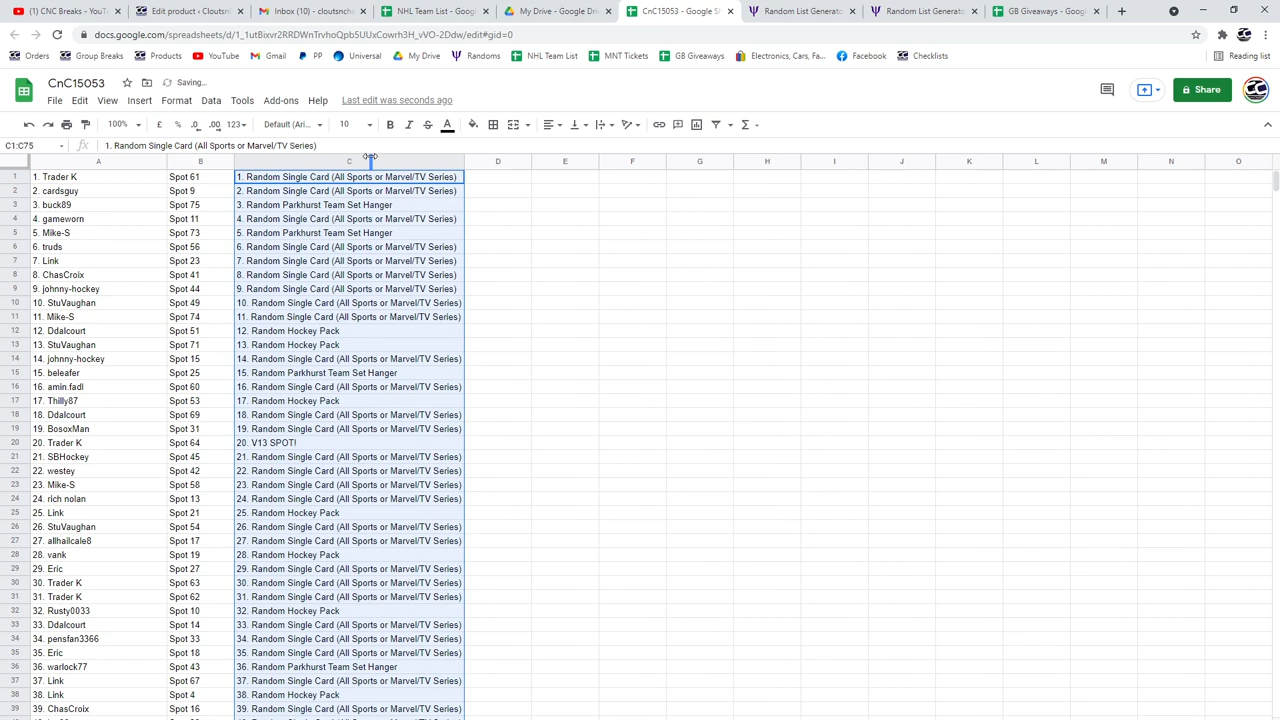 (1) YouTube | CNC Breaks - Edit product ‹ Cloutsn Inbox (10) - cloutsnch NHL Team List - Google My Drive - Google Driv CnC15053 - Google Sh Random List Generato Random List Generato GB Giveaways - Google
docs.google.com/spreadsheets/d/1_1utBixvr2RRDWnTrvhoQpb5UUxCowrh3H_vVO-2Ddw/edit#gid=0
Orders Group Breaks Products YouTube Gmail PP Universal My Drive Random NHL Team List MNT Tickets GB Giveaways Electronics, Cars, Fa... Facebook Checklists Reading list
CnC15053 Saving...
File Edit View Insert Format Data Tools Add-ons Help Last edit was seconds ago Share
100% £ % .0 .00 123 Default (Ari... 10 B I S A Σ
C1:C75 fx 1. Random Single Card (All Sports or Marvel/TV Series)
A B C D E F G H I J K L M N O
1 1. Trader K Spot 61 1. Random Single Card (All Sports or Marvel/TV Series)
2 2. cardsguy Spot 9 2. Random Single Card (All Sports or Marvel/TV Series)
3 3. buck89 Spot 75 3. Random Parkhurst Team Set Hanger
4 4. gameworn Spot 11 4. Random Single Card (All Sports or Marvel/TV Series)
5 5. Mike-S Spot 73 5. Random Parkhurst Team Set Hanger
6 6. truds Spot 56 6. Random Single Card (All Sports or Marvel/TV Series)
7 7. Link Spot 23 7. Random Single Card (All Sports or Marvel/TV Series)
8 8. ChasCroix Spot 41 8. Random Single Card (All Sports or Marvel/TV Series)
9 9. johnny-hockey Spot 44 9. Random Single Card (All Sports or Marvel/TV Series)
10 10. StuVaughan Spot 49 10. Random Single Card (All Sports or Marvel/TV Series)
11 11. Mike-S Spot 74 11. Random Single Card (All Sports or Marvel/TV Series)
12 12. Ddalcourt Spot 51 12. Random Hockey Pack
13 13. StuVaughan Spot 71 13. Random Hockey Pack
14 14. johnny-hockey Spot 15 14. Random Single Card (All Sports or Marvel/TV Series)
15 15. beleafer Spot 25 15. Random Parkhurst Team Set Hanger
16 16. amin.fadl Spot 60 16. Random Single Card (All Sports or Marvel/TV Series)
17 17. Thilly87 Spot 53 17. Random Hockey Pack
18 18. Ddalcourt Spot 69 18. Random Single Card (All Sports or Marvel/TV Series)
19 19. BosoxMan Spot 31 19. Random Single Card (All Sports or Marvel/TV Series)
20 20. Trader K Spot 64 20. V13 SPOT!
21 21. SBHockey Spot 45 21. Random Single Card (All Sports or Marvel/TV Series)
22 22. westey Spot 42 22. Random Single Card (All Sports or Marvel/TV Series)
23 23. Mike-S Spot 58 23. Random Single Card (All Sports or Marvel/TV Series)
24 24. rich nolan Spot 13 24. Random Single Card (All Sports or Marvel/TV Series)
25 25. Link Spot 21 25. Random Hockey Pack
26 26. StuVaughan Spot 54 26. Random Single Card (All Sports or Marvel/TV Series)
27 27. allhailcale8 Spot 17 27. Random Single Card (All Sports or Marvel/TV Series)
28 28. vank Spot 19 28. Random Hockey Pack
29 29. Eric Spot 27 29. Random Single Card (All Sports or Marvel/TV Series)
30 30. Trader K Spot 63 30. Random Single Card (All Sports or Marvel/TV Series)
31 31. Trader K Spot 62 31. Random Single Card (All Sports or Marvel/TV Series)
32 32. Rusty0033 Spot 10 32. Random Hockey Pack
33 33. Ddalcourt Spot 14 33. Random Single Card (All Sports or Marvel/TV Series)
34 34. pensfan3366 Spot 33 34. Random Single Card (All Sports or Marvel/TV Series)
35 35. Eric Spot 18 35. Random Single Card (All Sports or Marvel/TV Series)
36 36. warlock77 Spot 43 36. Random Parkhurst Team Set Hanger
37 37. Link Spot 67 37. Random Single Card (All Sports or Marvel/TV Series)
38 38. Link Spot 4 38. Random Hockey Pack
39 39. ChasCroix Spot 16 39. Random Single Card (All Sports or Marvel/TV Series)